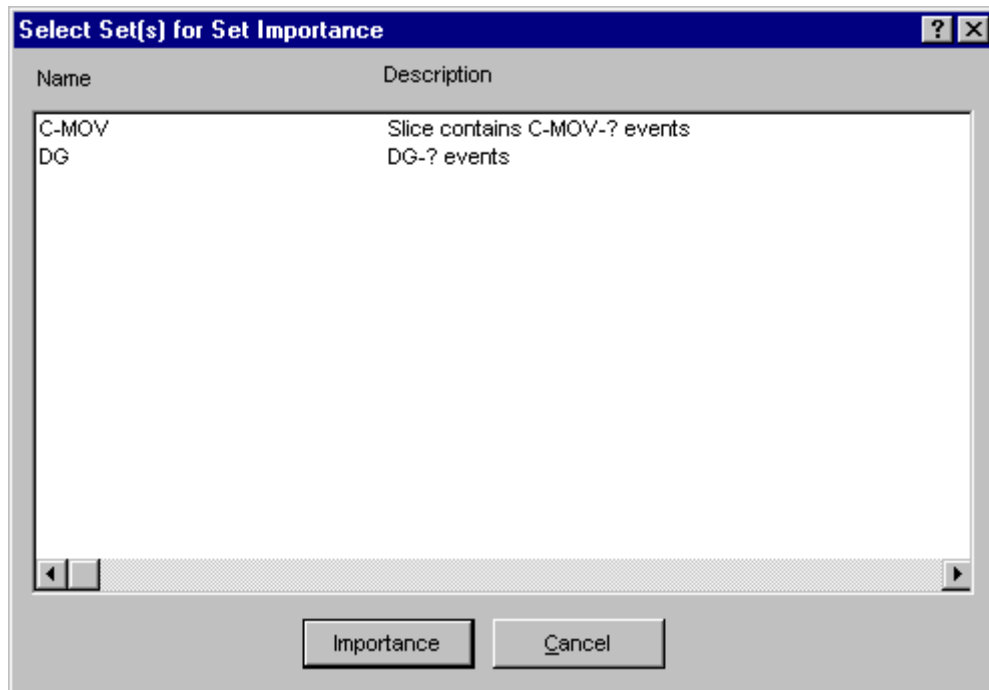 Select Set(s) for Set Importance
Name Description
C-MOV Slice contains C-MOV-? events
DG DG-? events
Importance Cancel